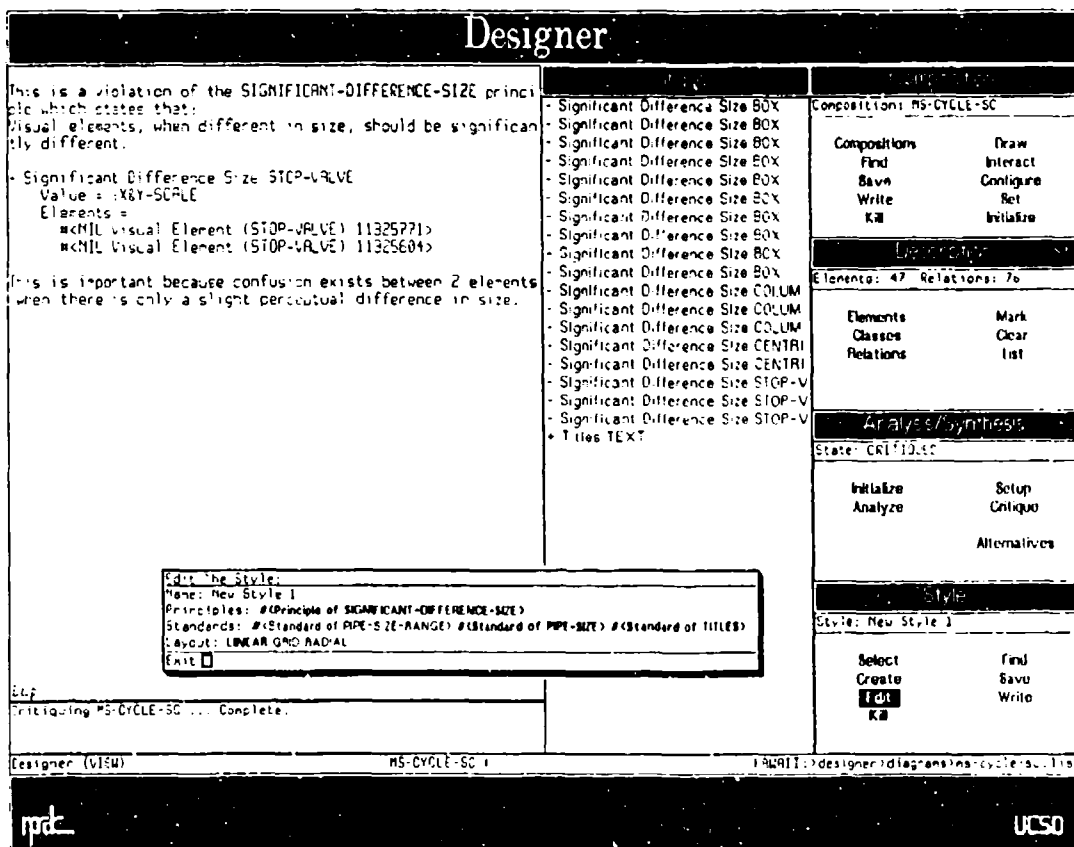 Designer
This is a violation of the SIGNIFICANT-DIFFERENCE-SIZE princi
ple which states that:
Visual elements, when different in size, should be significan
tly different.
- Significant Difference Size STOP-VALVE
Value = :X&Y-SCALE
Elements =
#<NIL Visual Element (STOP-VALVE) 11325771>
#<NIL Visual Element (STOP-VALVE) 11325604>
This is important because confusion exists between 2 elements
when there is only a slight perceptual difference in size.
- Significant Difference Size BOX
- Significant Difference Size BOX
- Significant Difference Size BOX
- Significant Difference Size BOX
- Significant Difference Size BOX
- Significant Difference Size BOX
- Significant Difference Size BOX
- Significant Difference Size BOX
- Significant Difference Size BOX
- Significant Difference Size BOX
- Significant Difference Size COLUM
- Significant Difference Size COLUM
- Significant Difference Size COLUM
- Significant Difference Size CENTRI
- Significant Difference Size CENTRI
- Significant Difference Size STOP-V
- Significant Difference Size STOP-V
- Significant Difference Size STOP-V
+ Titles TEXT
Composition: MS-CYCLE-SC
Compositions Draw
Find Interact
Save Configure
Write Set
Kill Initialize
Description
Elements: 47 Relations: 76
Elements Mark
Classes Clear
Relations List
Analysis/Synthesis
State: CRITIQUED
Initialize Setup
Analyze Critique
Alternatives
Style
Style: New Style 1
Select Find
Create Save
Edit Write
Kill
Edit The Style:
Name: New Style 1
Principles: #<Principle of SIGNIFICANT-DIFFERENCE-SIZE>
Standards: #<Standard of PIPE-SIZE-RANGE> #<Standard of PIPE-SIZE> #<Standard of TITLES>
Layout: LINEAR GRID RADIAL
Exit
Critiquing MS-CYCLE-SC ... Complete.
Designer (VIEW) MS-CYCLE-SC
UCSD